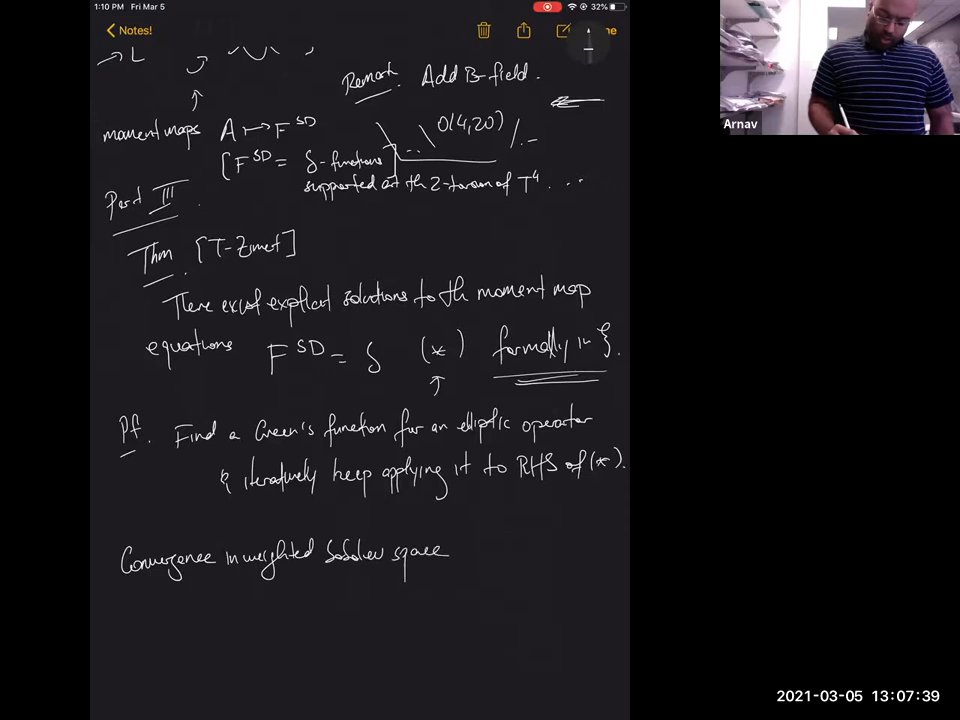 1:10 PM Fri Mar 5
32%
Notes!
→ L
Remark. Add B-field.
moment maps A ↦ F^SD
O(4,20)
[F^SD = δ-functions
supported at the 2-torsion of T^4 ...
Part III.
Thm. [T-Zimet]
There exist explicit solutions to the moment map
equations F^SD = δ (*) formally in ξ.
Pf. Find a Green's function for an elliptic operator
& iteratively keep applying it to RHS of (*).
Convergence in weighted Sobolev space
Arnav
2021-03-05 13:07:39